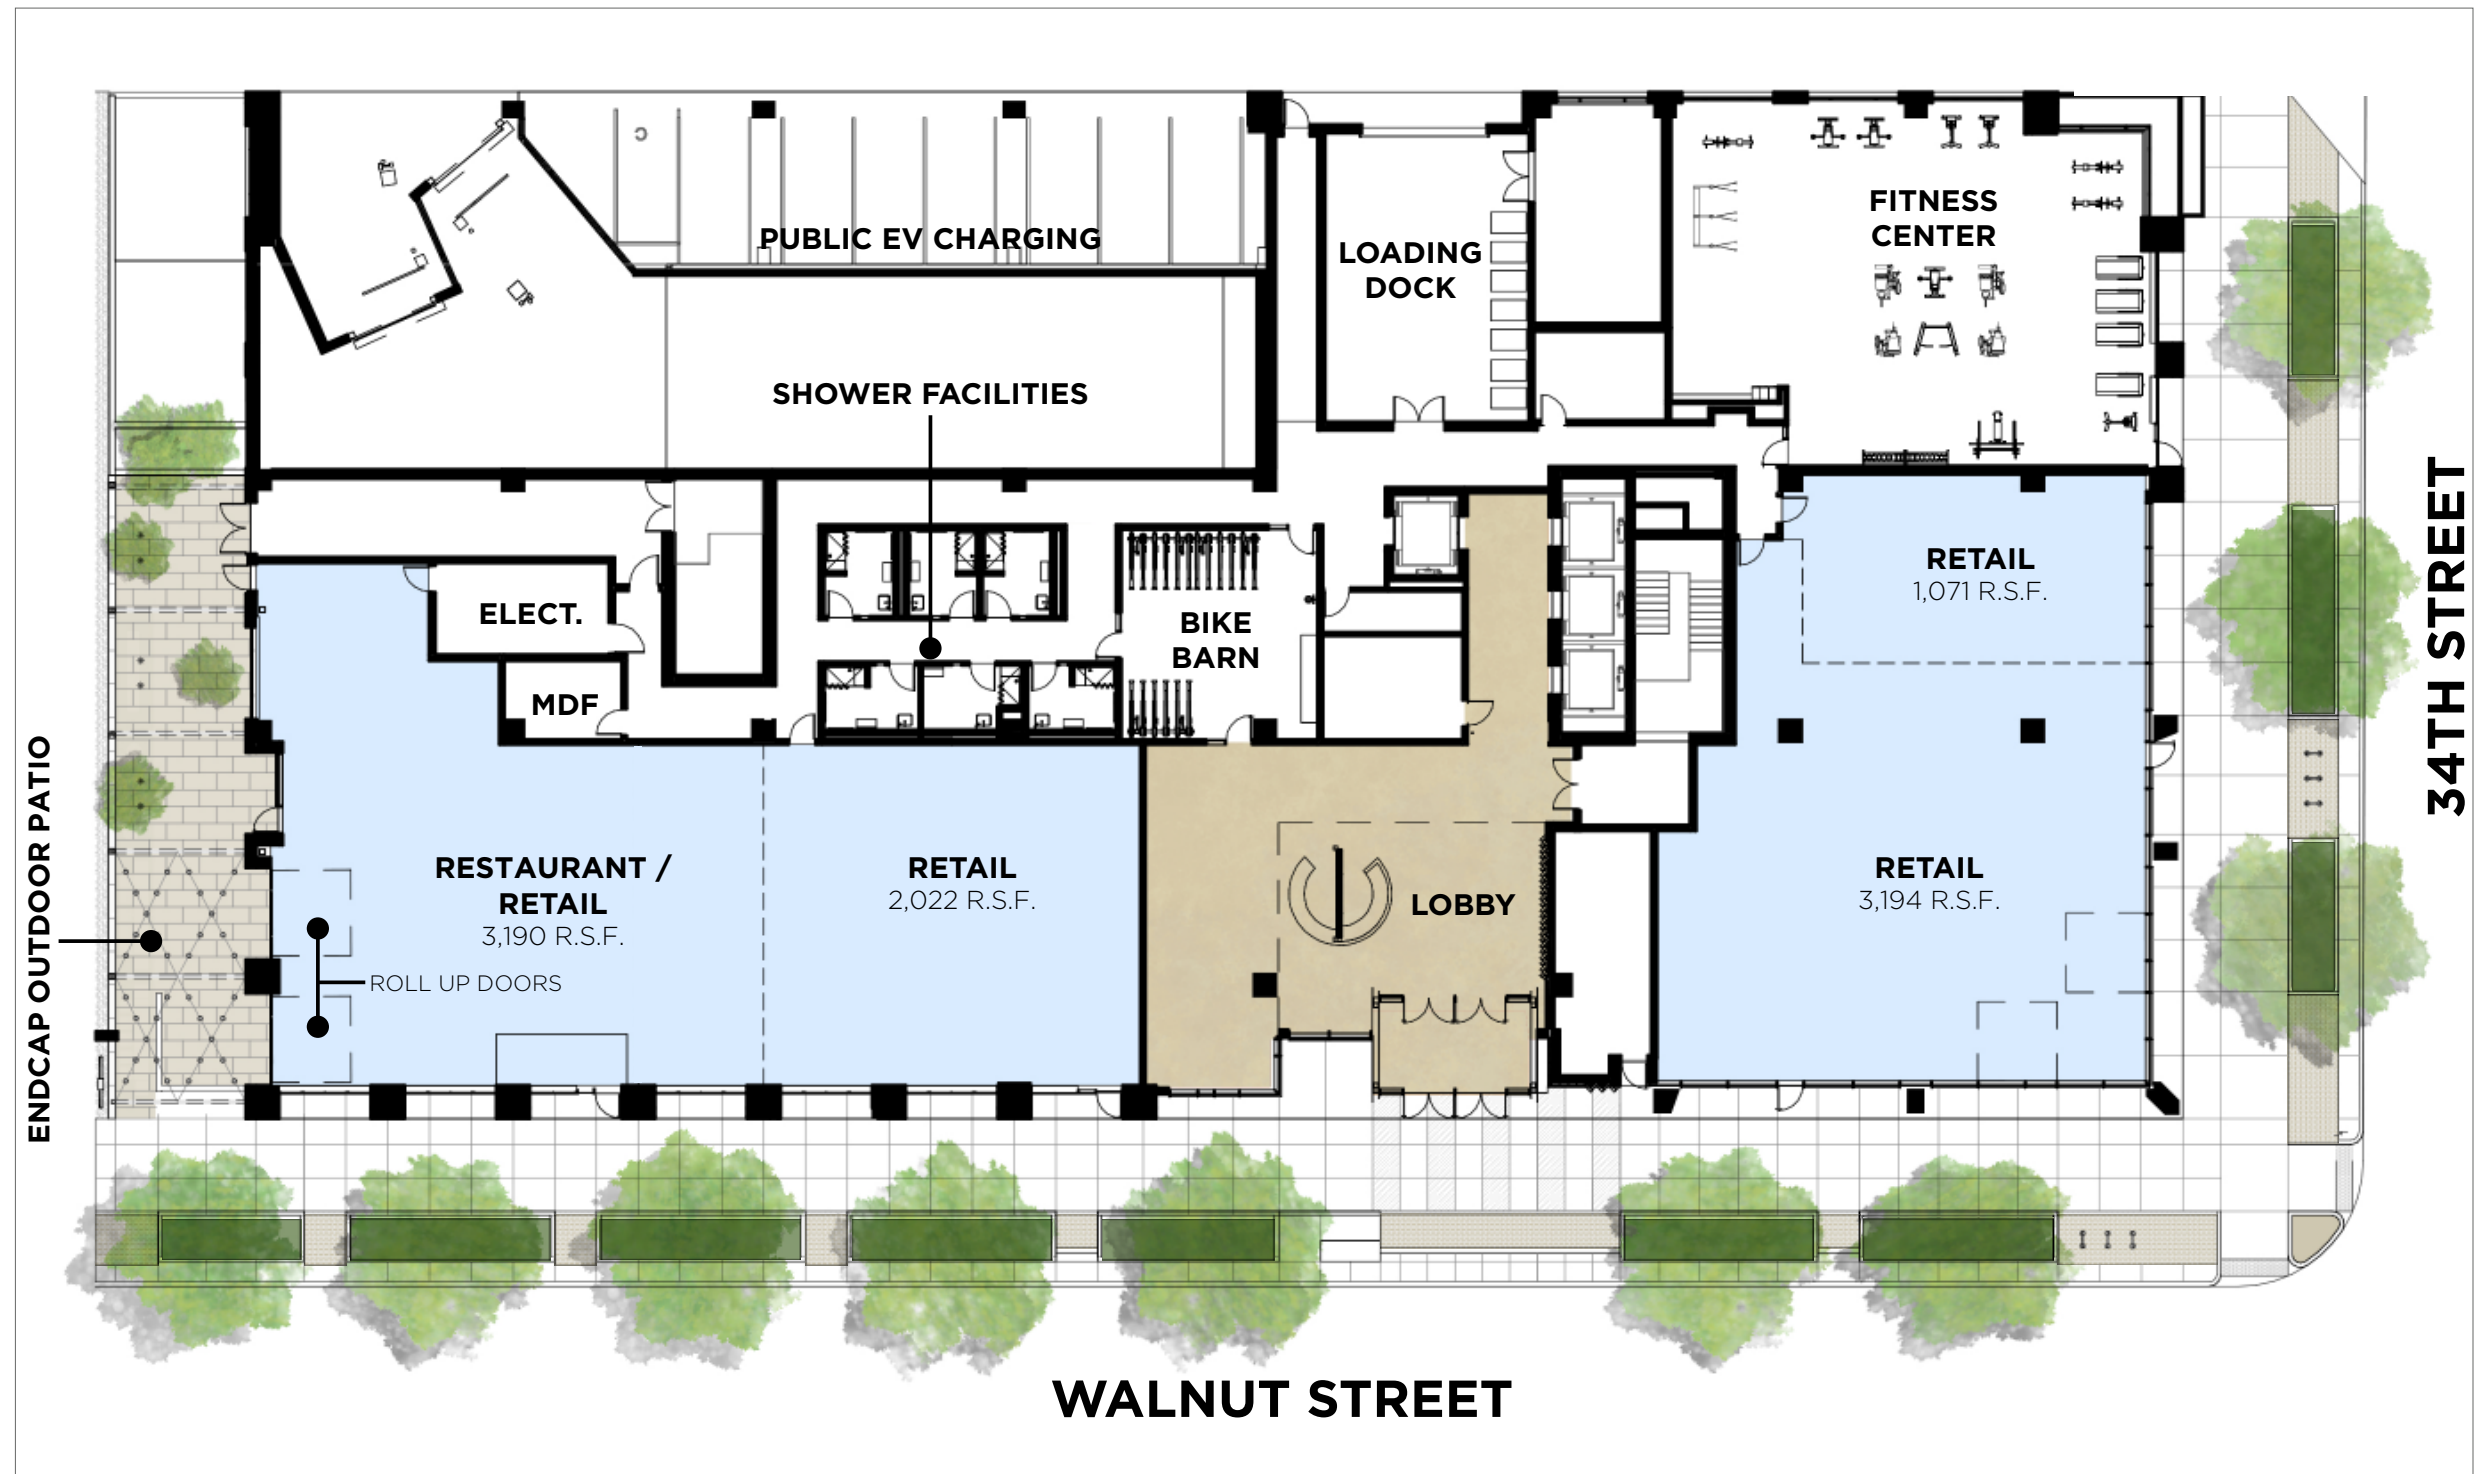 PUBLIC EV CHARGING
LOADING
DOCK
FITNESS
CENTER
SHOWER FACILITIES
ELECT.
MDF
BIKE
BARN
RETAIL
1,071 R.S.F.
34TH STREET
ENDCAP OUTDOOR PATIO
RESTAURANT /
RETAIL
3,190 R.S.F.
ROLL UP DOORS
RETAIL
2,022 R.S.F.
LOBBY
RETAIL
3,194 R.S.F.
WALNUT STREET
C